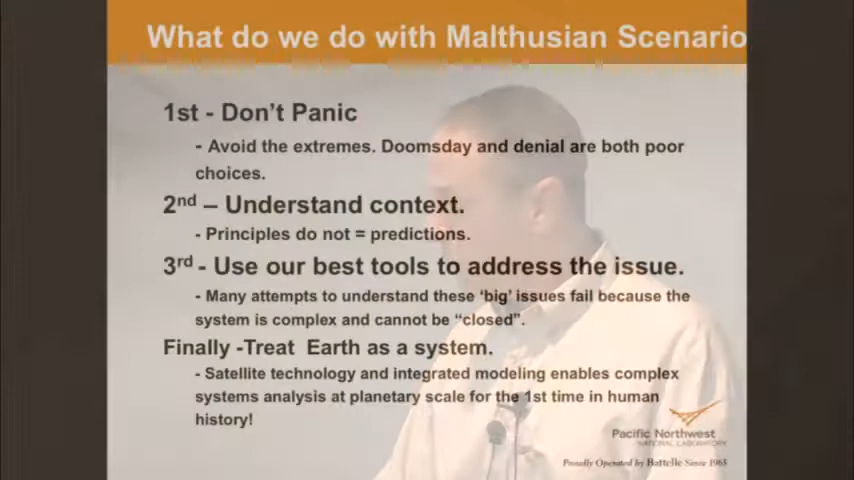 What do we do with Malthusian Scenario
1st - Don't Panic
- Avoid the extremes. Doomsday and denial are both poor
choices.
2nd – Understand context.
- Principles do not = predictions.
3rd - Use our best tools to address the issue.
- Many attempts to understand these 'big' issues fail because the
system is complex and cannot be "closed".
Finally -Treat Earth as a system.
- Satellite technology and integrated modeling enables complex
systems analysis at planetary scale for the 1st time in human
history!
Pacific Northwest
NATIONAL LABORATORY
Proudly Operated by Battelle Since 1965